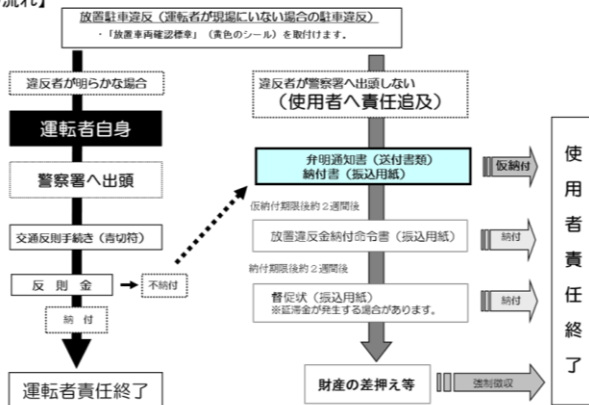 流れ】
放置駐車違反(運転者が現場にいない場合の駐車違反)
・「放置車両確認標章」(黄色のシール)を取付けます。
違反者が明らかな場合
運転者自身
警察署へ出頭
交通反則手続き(青切符)
反則金
不納付
納付
運転者責任終了
違反者が警察署へ出頭しない
(使用者へ責任追及)
弁明通知書(送付書類)
納付書(振込用紙)
仮納付
仮納付期限後約2週間後
放置違反金納付命令書(振込用紙)
納付
納付期限後約2週間後
督促状(振込用紙)
※延滞金が発生する場合があります。
納付
財産の差押え等
強制徴収
使用者責任終了